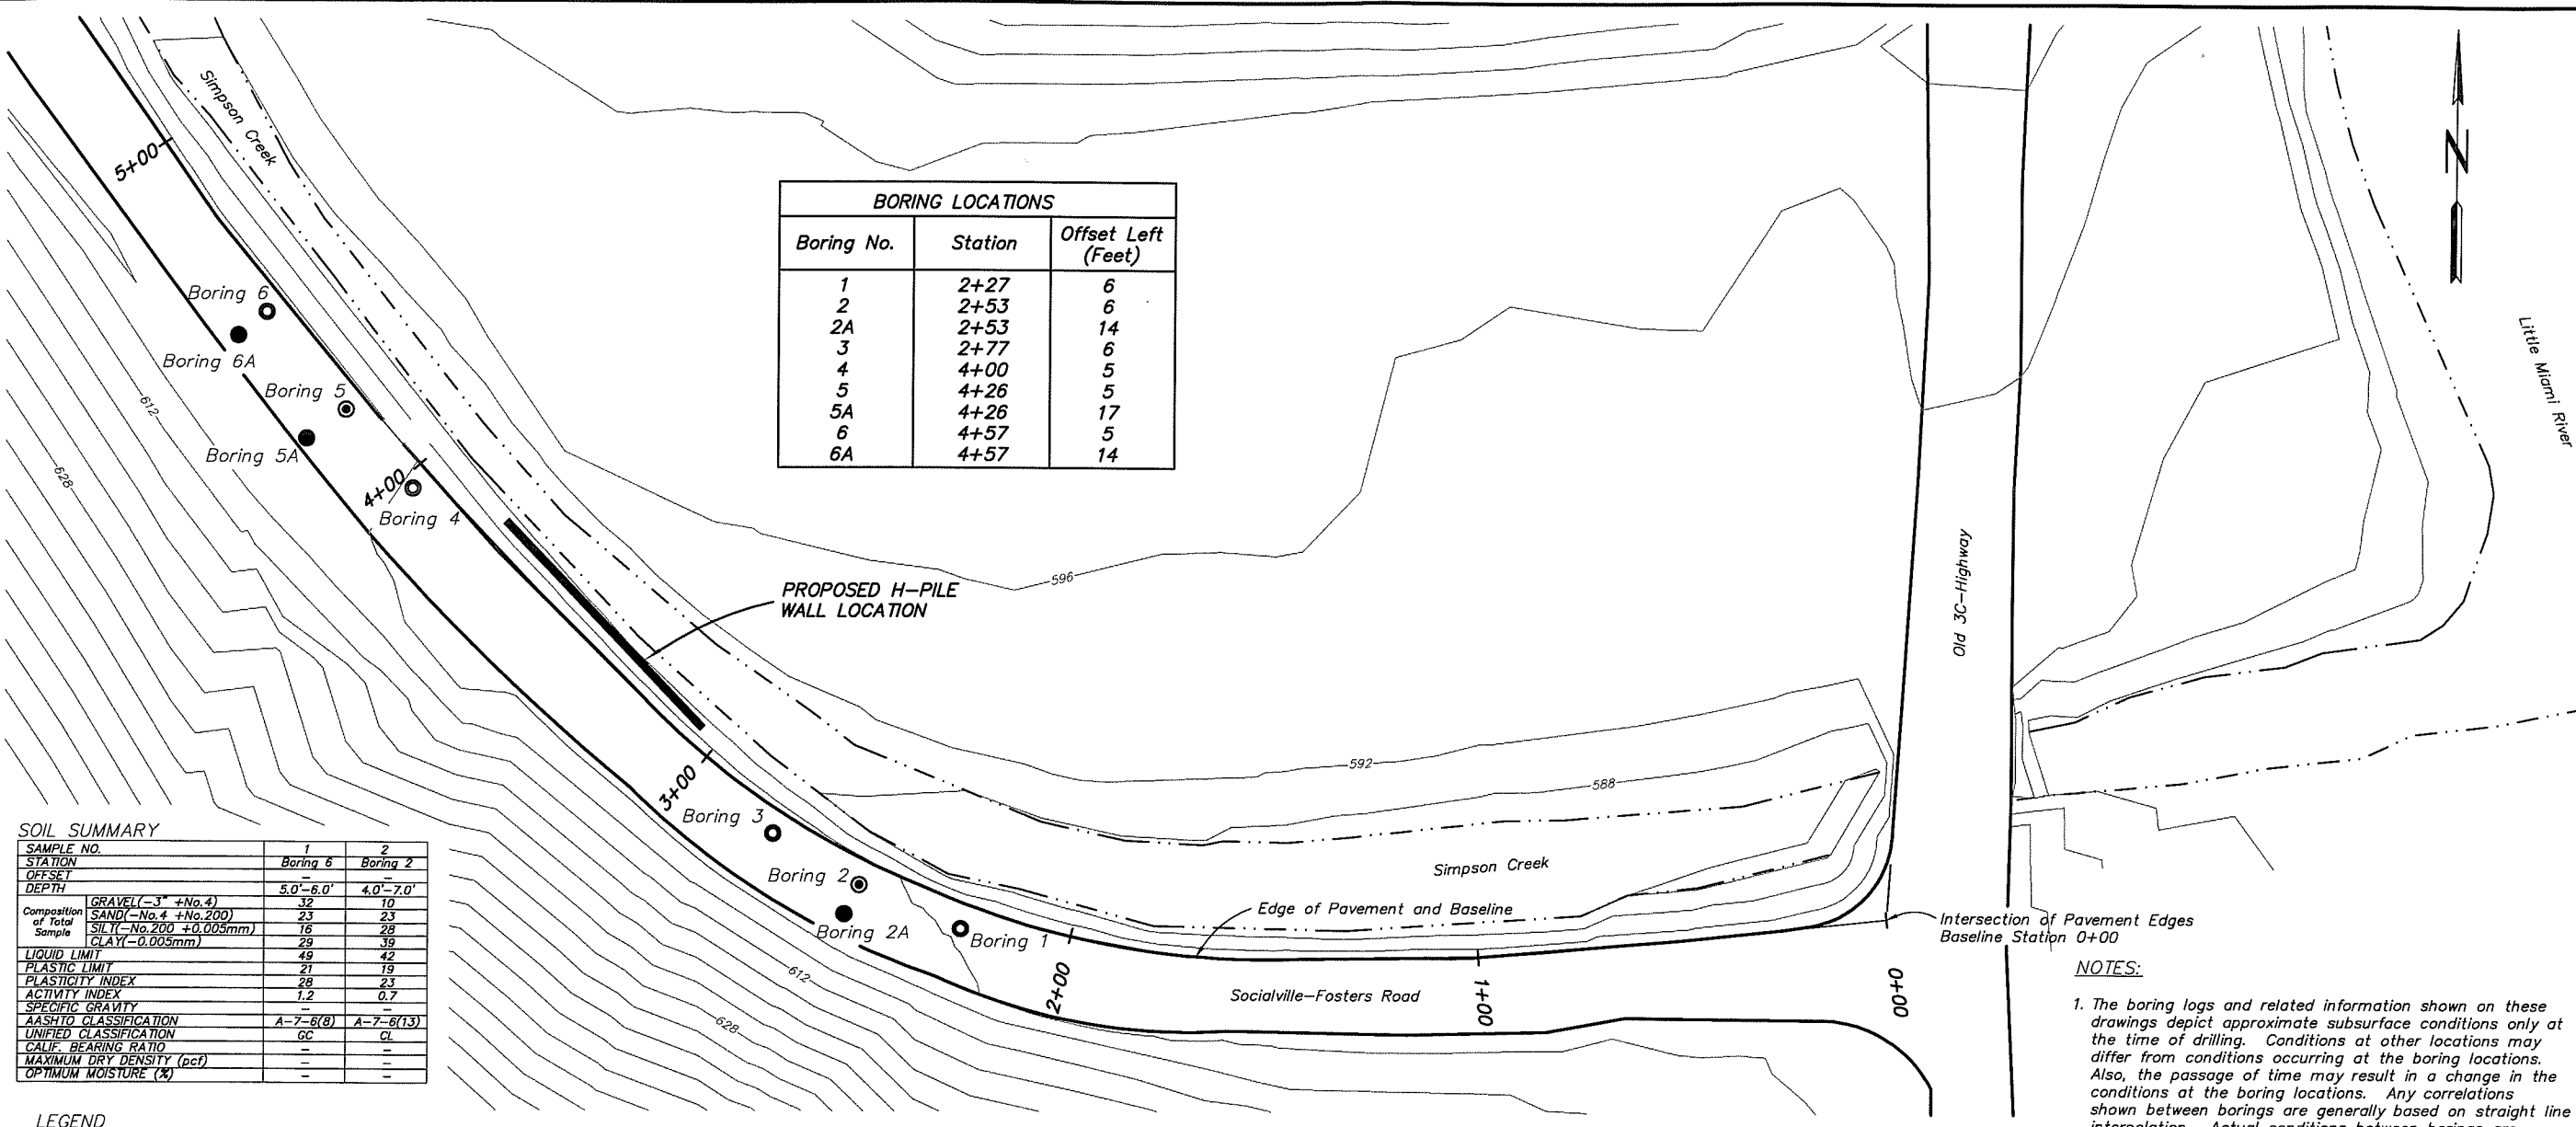 5+00
Simpson Creek
Boring 6
Boring 6A
Boring 5
Boring 5A
4+00
Boring 4
612
628
BORING LOCATIONS
Boring No. Station Offset Left (Feet)
1 2+27 6
2 2+53 6
2A 2+53 14
3 2+77 6
4 4+00 5
5 4+26 5
5A 4+26 17
6 4+57 5
6A 4+57 14
N
Little Miami River
Old 3C-Highway
PROPOSED H-PILE
WALL LOCATION
596
592
588
3+00
Boring 3
Boring 2
Boring 2A
Boring 1
2+00
612
628
Simpson Creek
Edge of Pavement and Baseline
Socialville-Fosters Road
1+00
0+00
Intersection of Pavement Edges
Baseline Station 0+00
SOIL SUMMARY
SAMPLE NO. 1 2
STATION Boring 6 Boring 2
OFFSET – –
DEPTH 5.0'-6.0' 4.0'-7.0'
Composition of Total Sample
GRAVEL(-3" +No.4) 32 10
SAND(-No.4 +No.200) 23 23
SILT(-No.200 +0.005mm) 16 28
CLAY(-0.005mm) 29 39
LIQUID LIMIT 49 42
PLASTIC LIMIT 21 19
PLASTICITY INDEX 28 23
ACTIVITY INDEX 1.2 0.7
SPECIFIC GRAVITY – –
AASHTO CLASSIFICATION A-7-6(8) A-7-6(13)
UNIFIED CLASSIFICATION GC CL
CALIF. BEARING RATIO – –
MAXIMUM DRY DENSITY (pcf) – –
OPTIMUM MOISTURE (%) – –
LEGEND
NOTES:
1. The boring logs and related information shown on these
drawings depict approximate subsurface conditions only at
the time of drilling. Conditions at other locations may
differ from conditions occurring at the boring locations.
Also, the passage of time may result in a change in the
conditions at the boring locations. Any correlations
shown between borings are generally based on straight line
interpolation. Actual conditions between borings are